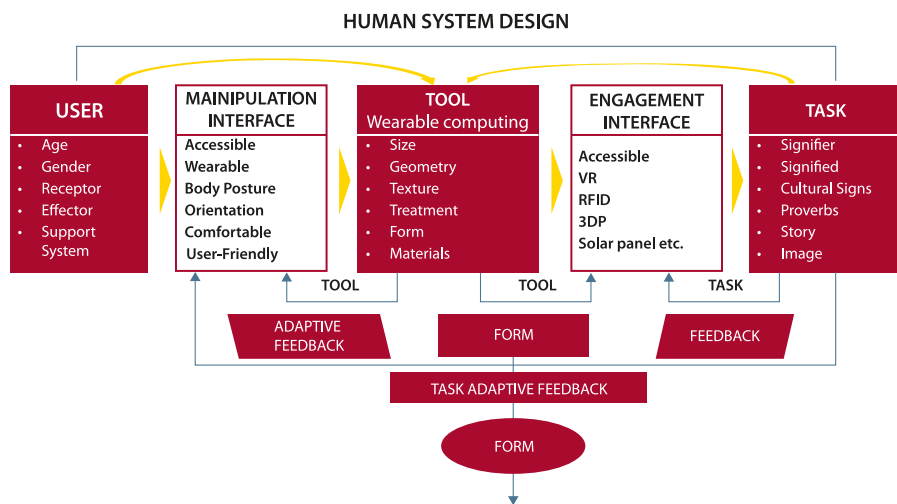 HUMAN SYSTEM DESIGN
USER
• Age
• Gender
• Receptor
• Effector
• Support
System
MAINIPULATION
INTERFACE
Accessible
Wearable
Body Posture
Orientation
Comfortable
User-Friendly
TOOL
Wearable computing
• Size
• Geometry
• Texture
• Treatment
• Form
• Materials
ENGAGEMENT
INTERFACE
Accessible
VR
RFID
3DP
Solar panel etc.
TASK
• Signifier
• Signified
• Cultural Signs
• Proverbs
• Story
• Image
TOOL
TOOL
TASK
ADAPTIVE
FEEDBACK
FORM
FEEDBACK
TASK ADAPTIVE FEEDBACK
FORM